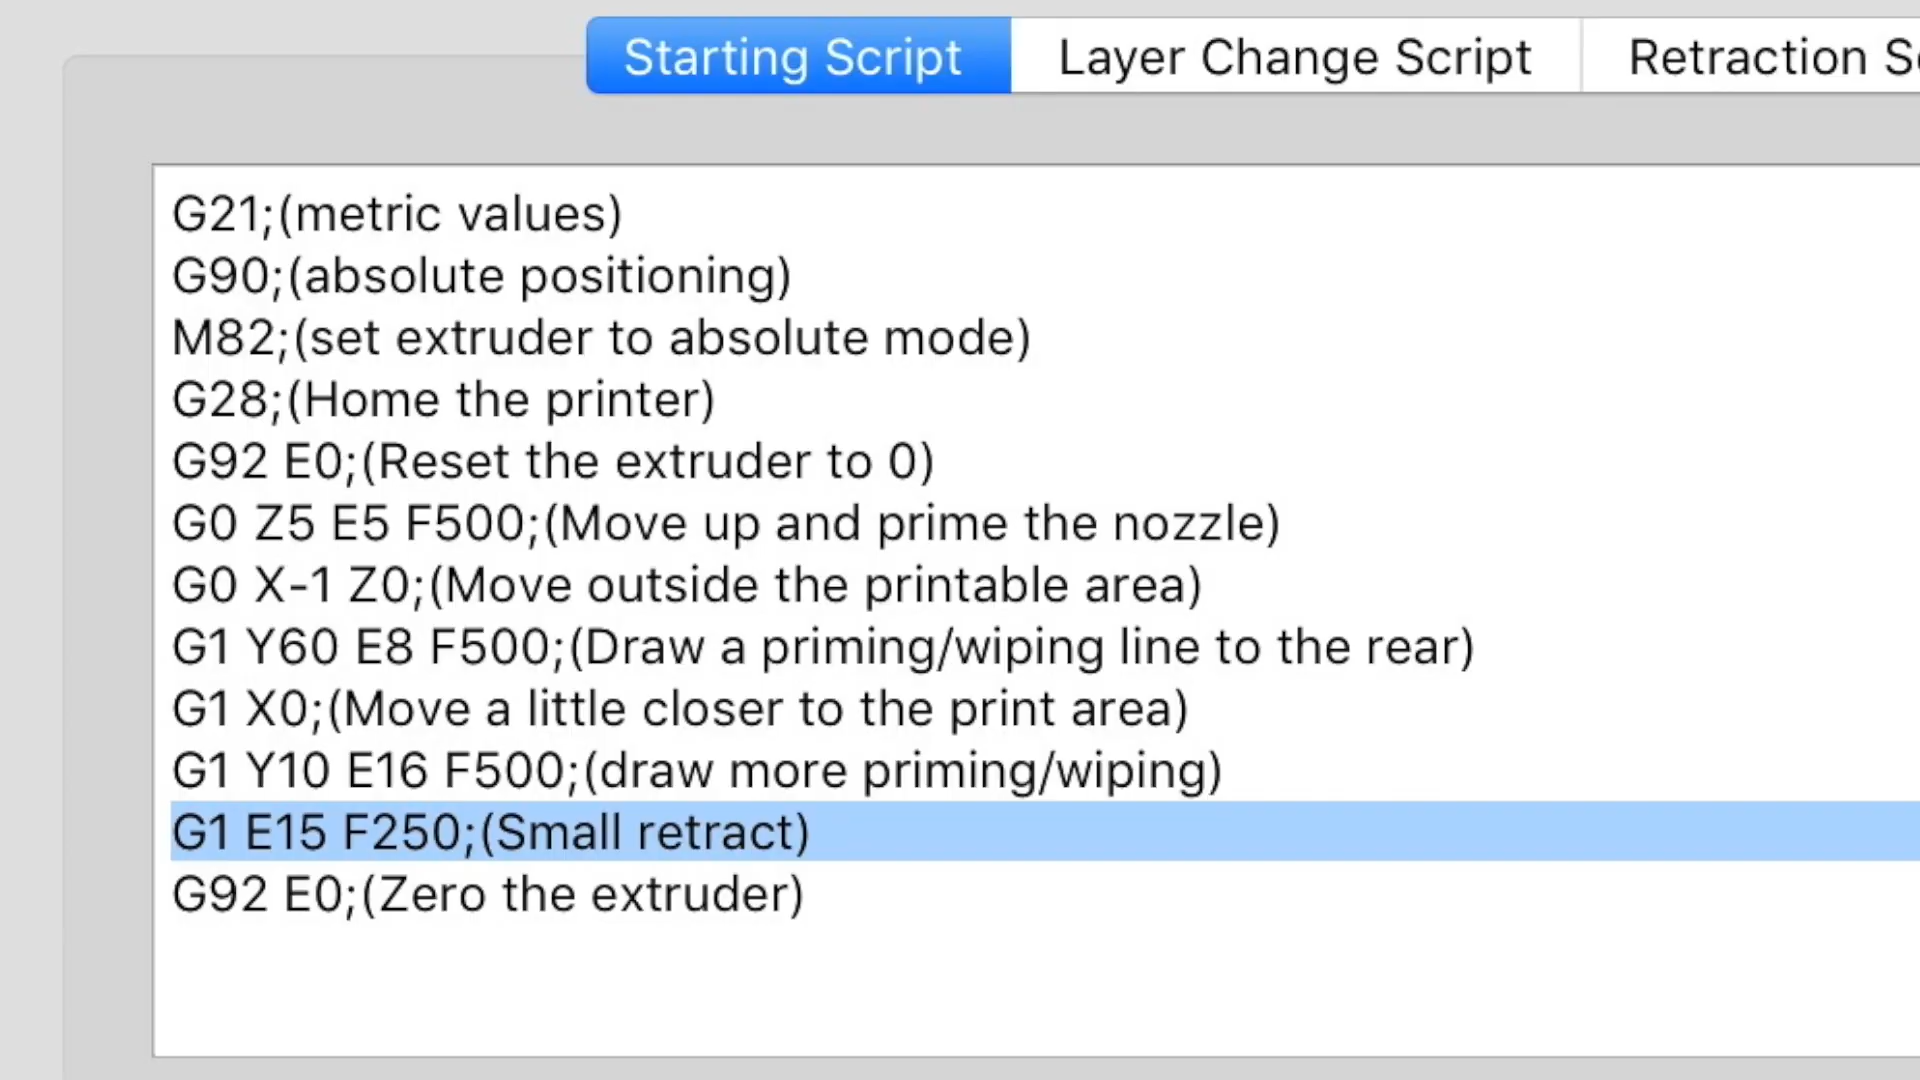 Starting Script Layer Change Script Retraction
G21;(metric values)
G90;(absolute positioning)
M82;(set extruder to absolute mode)
G28;(Home the printer)
G92 E0;(Reset the extruder to 0)
G0 Z5 E5 F500;(Move up and prime the nozzle)
G0 X-1 Z0;(Move outside the printable area)
G1 Y60 E8 F500;(Draw a priming/wiping line to the rear)
G1 X0;(Move a little closer to the print area)
G1 Y10 E16 F500;(draw more priming/wiping)
G1 E15 F250;(Small retract)
G92 E0;(Zero the extruder)